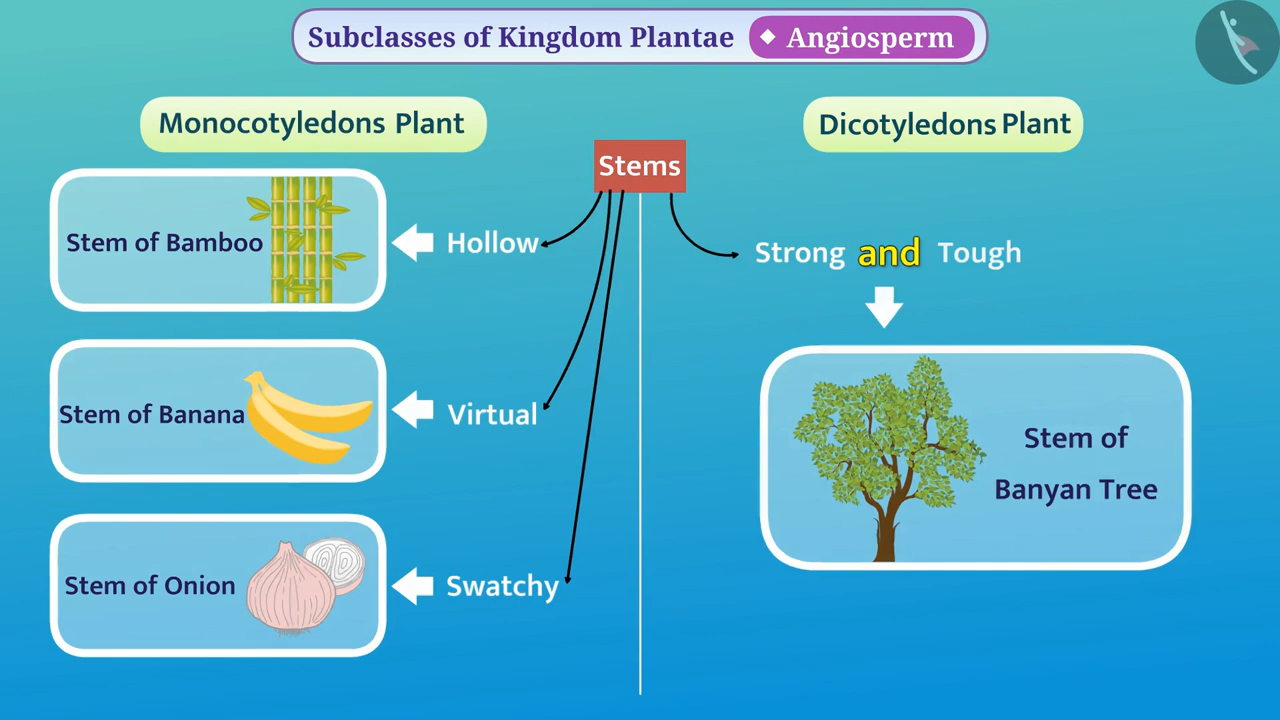 Subclasses of Kingdom Plantae ◆ Angiosperm
Monocotyledons Plant
Dicotyledons Plant
Stems
Stem of Bamboo
Hollow
Strong and Tough
Stem of Banana
Virtual
Stem of
Banyan Tree
Stem of Onion
Swatchy